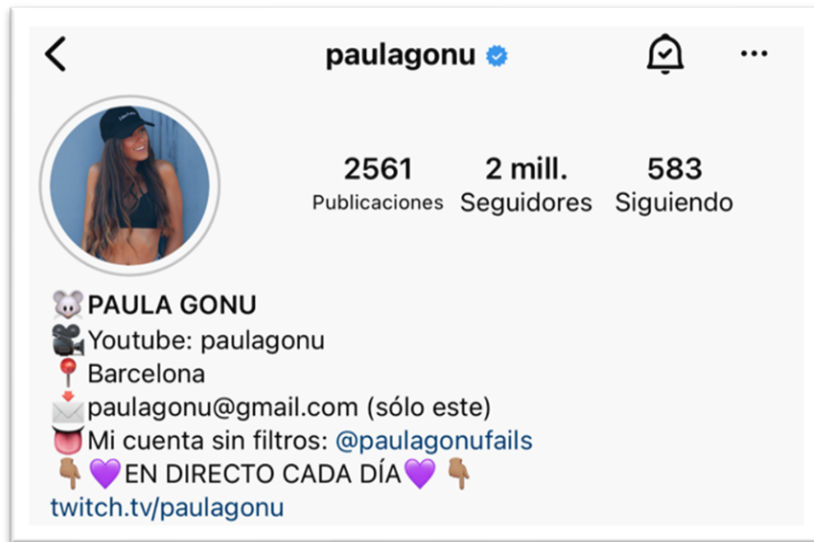 paulagonu
2561 2 mill. 583
Publicaciones Seguidores Siguiendo
PAULA GONU
Youtube: paulagonu
Barcelona
paulagonu@gmail.com (sólo este)
Mi cuenta sin filtros: @paulagonufails
EN DIRECTO CADA DÍA
twitch.tv/paulagonu